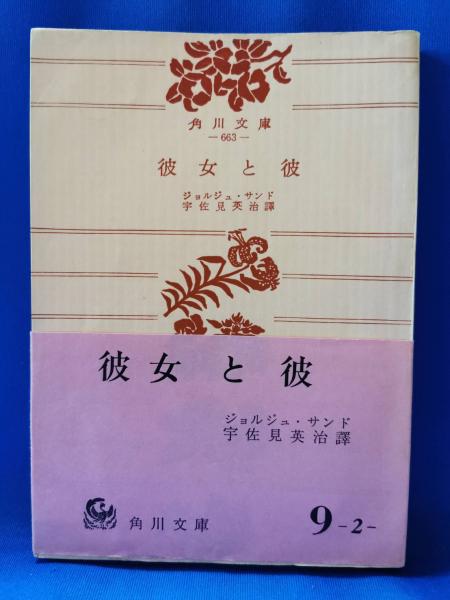 角川文庫
—663—
彼女と彼
ジョルジュ・サンド
宇佐見英治譯
彼女と彼
ジョルジュ・サンド
宇佐見英治譯
角川文庫
9-2-